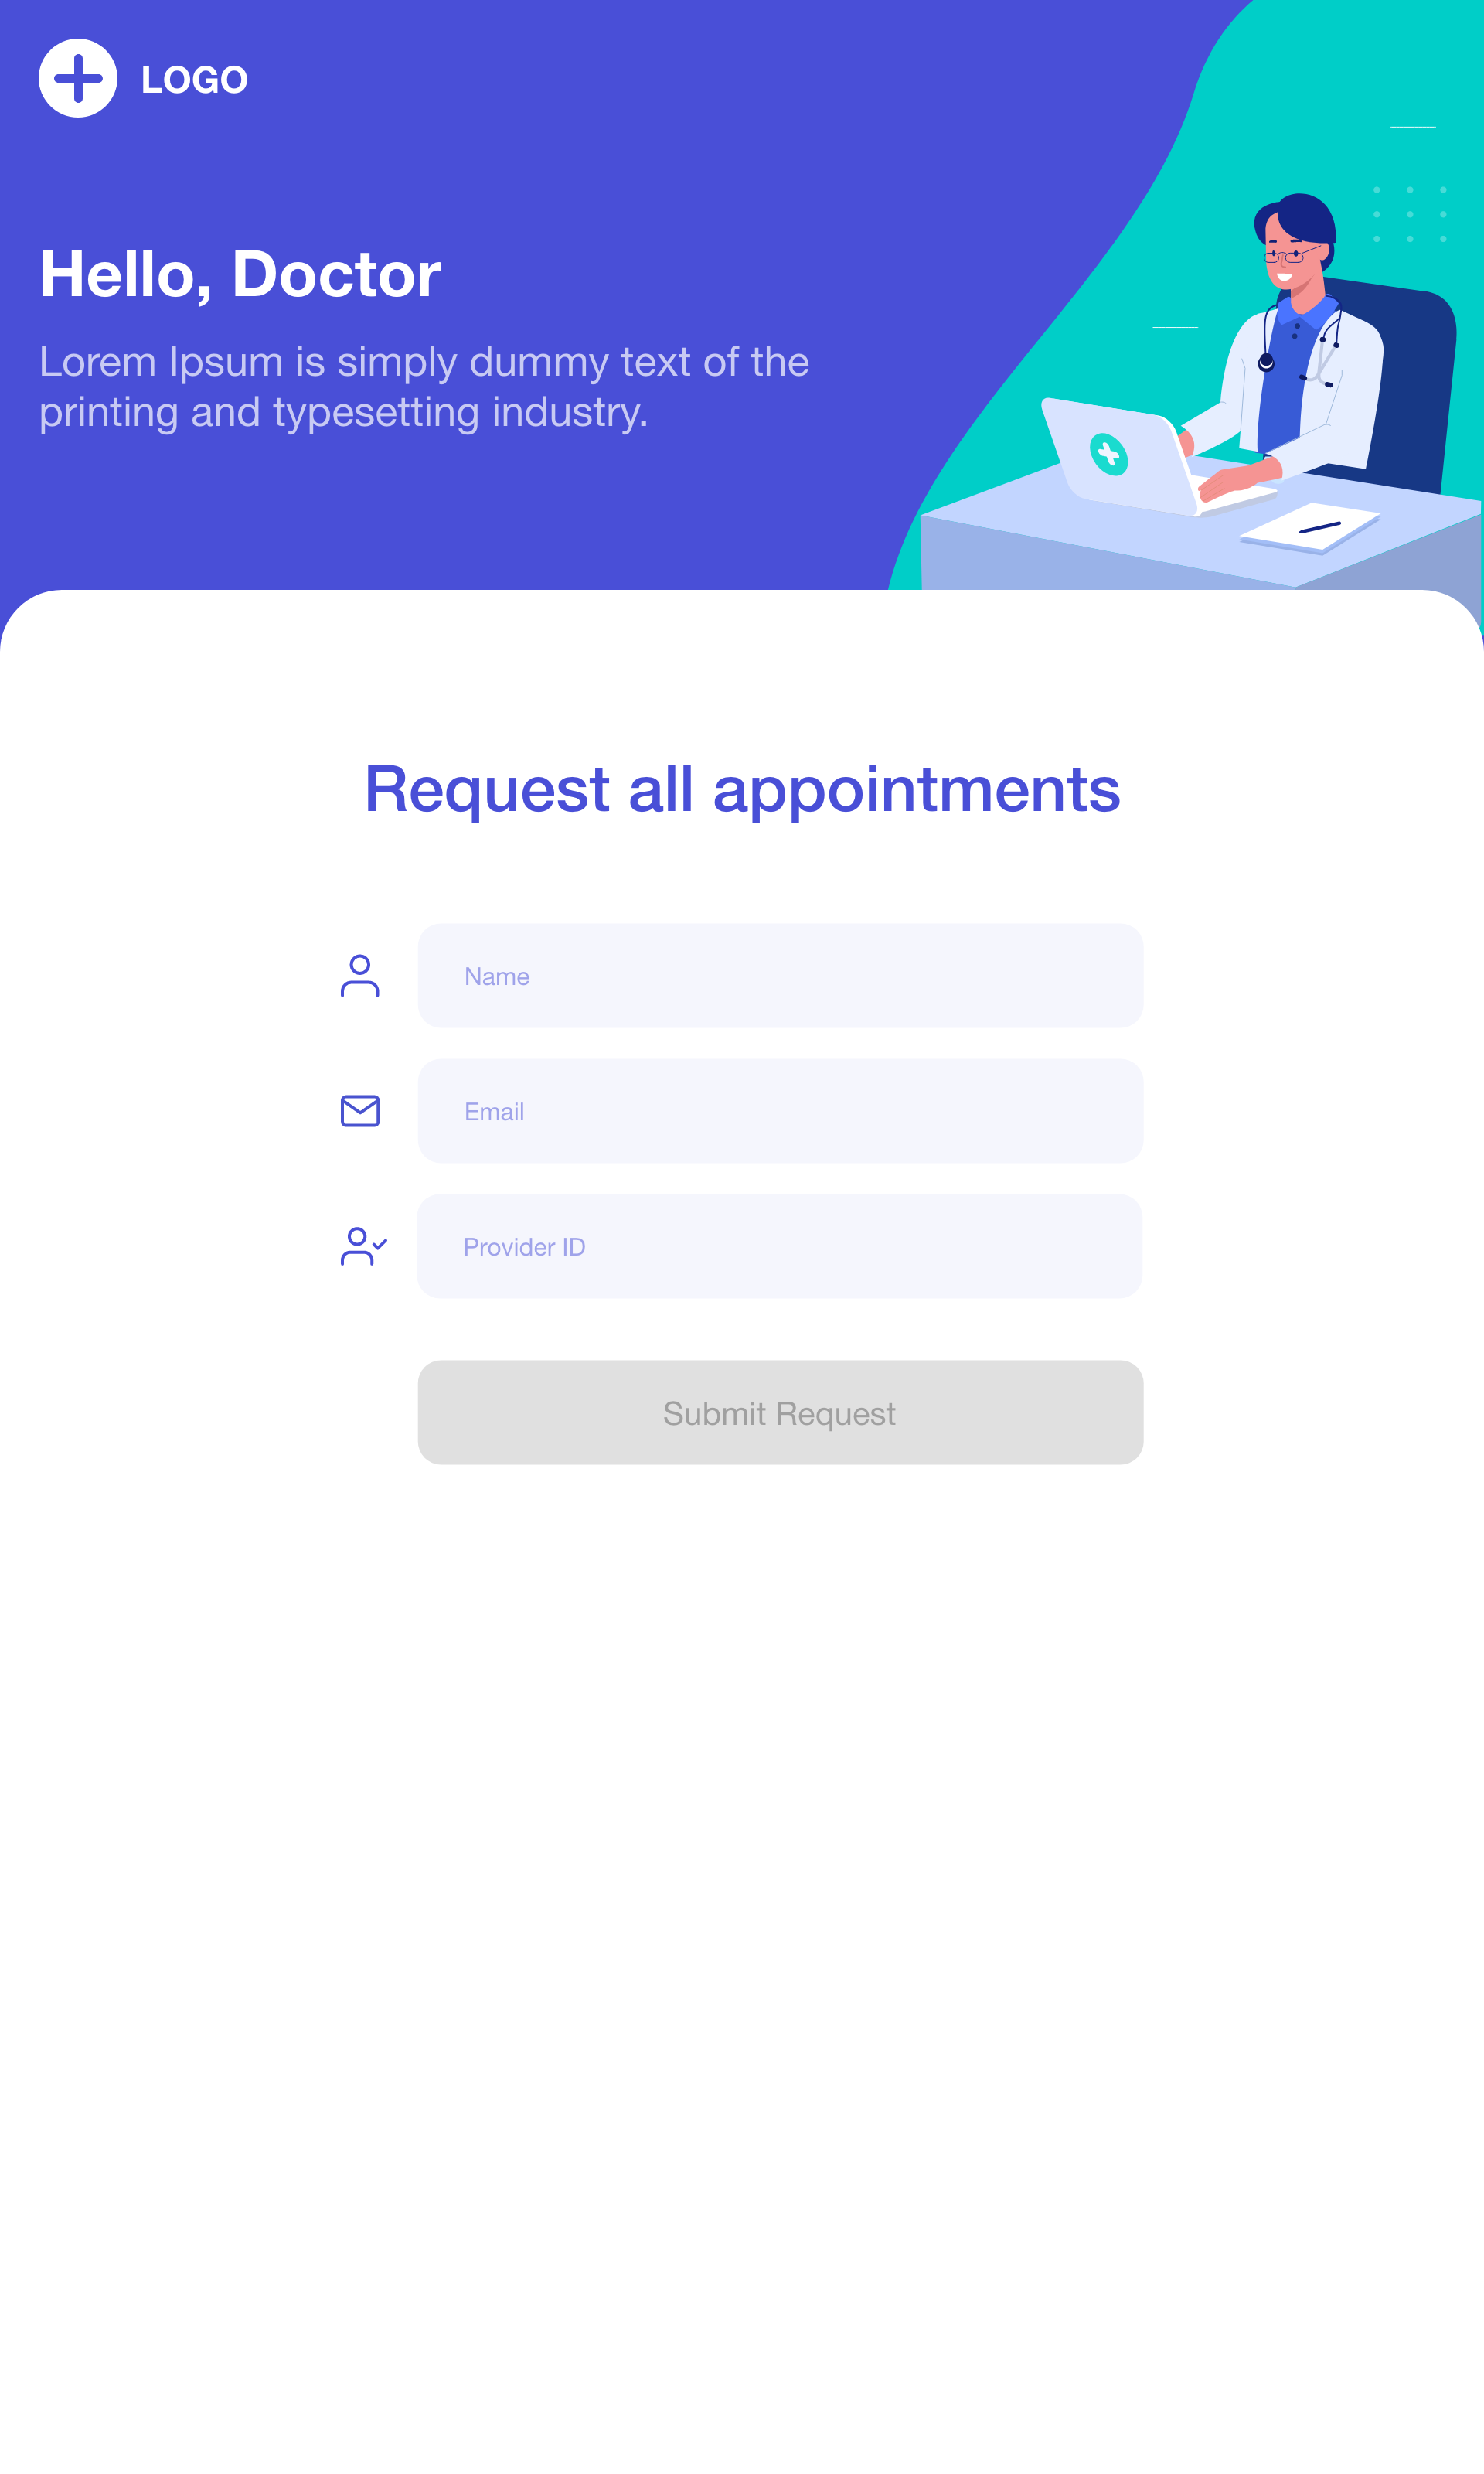 LOGO
Hello, Doctor
Lorem Ipsum is simply dummy text of the
printing and typesetting industry.
Request all appointments
Name
Email
Provider ID
Submit Request